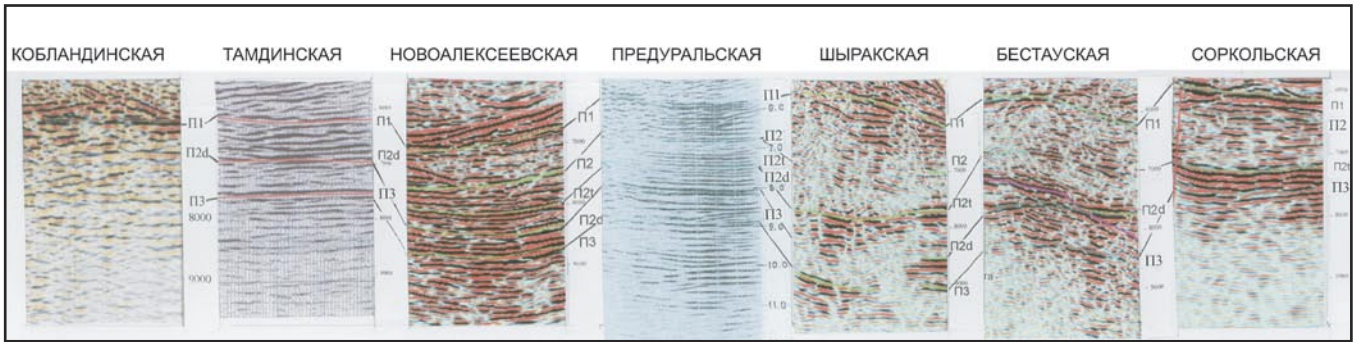 КОБЛАНДИНСКАЯ ТАМДИНСКАЯ НОВОАЛЕКСЕЕВСКАЯ ПРЕДУРАЛЬСКАЯ ШЫРАКСКАЯ БЕСТАУСКАЯ СОРКОЛЬСКАЯ
П1
П2d
П3
8000
9000
П1
П2d
П3
П1
П2
П2t
П2d
П3
П1
П2
П2t
П2d
П3
9.0
10.0
11.0
П1
П2
П2t
П2d
П3
П1
П2d
П3
П1
П2
П2t
П3